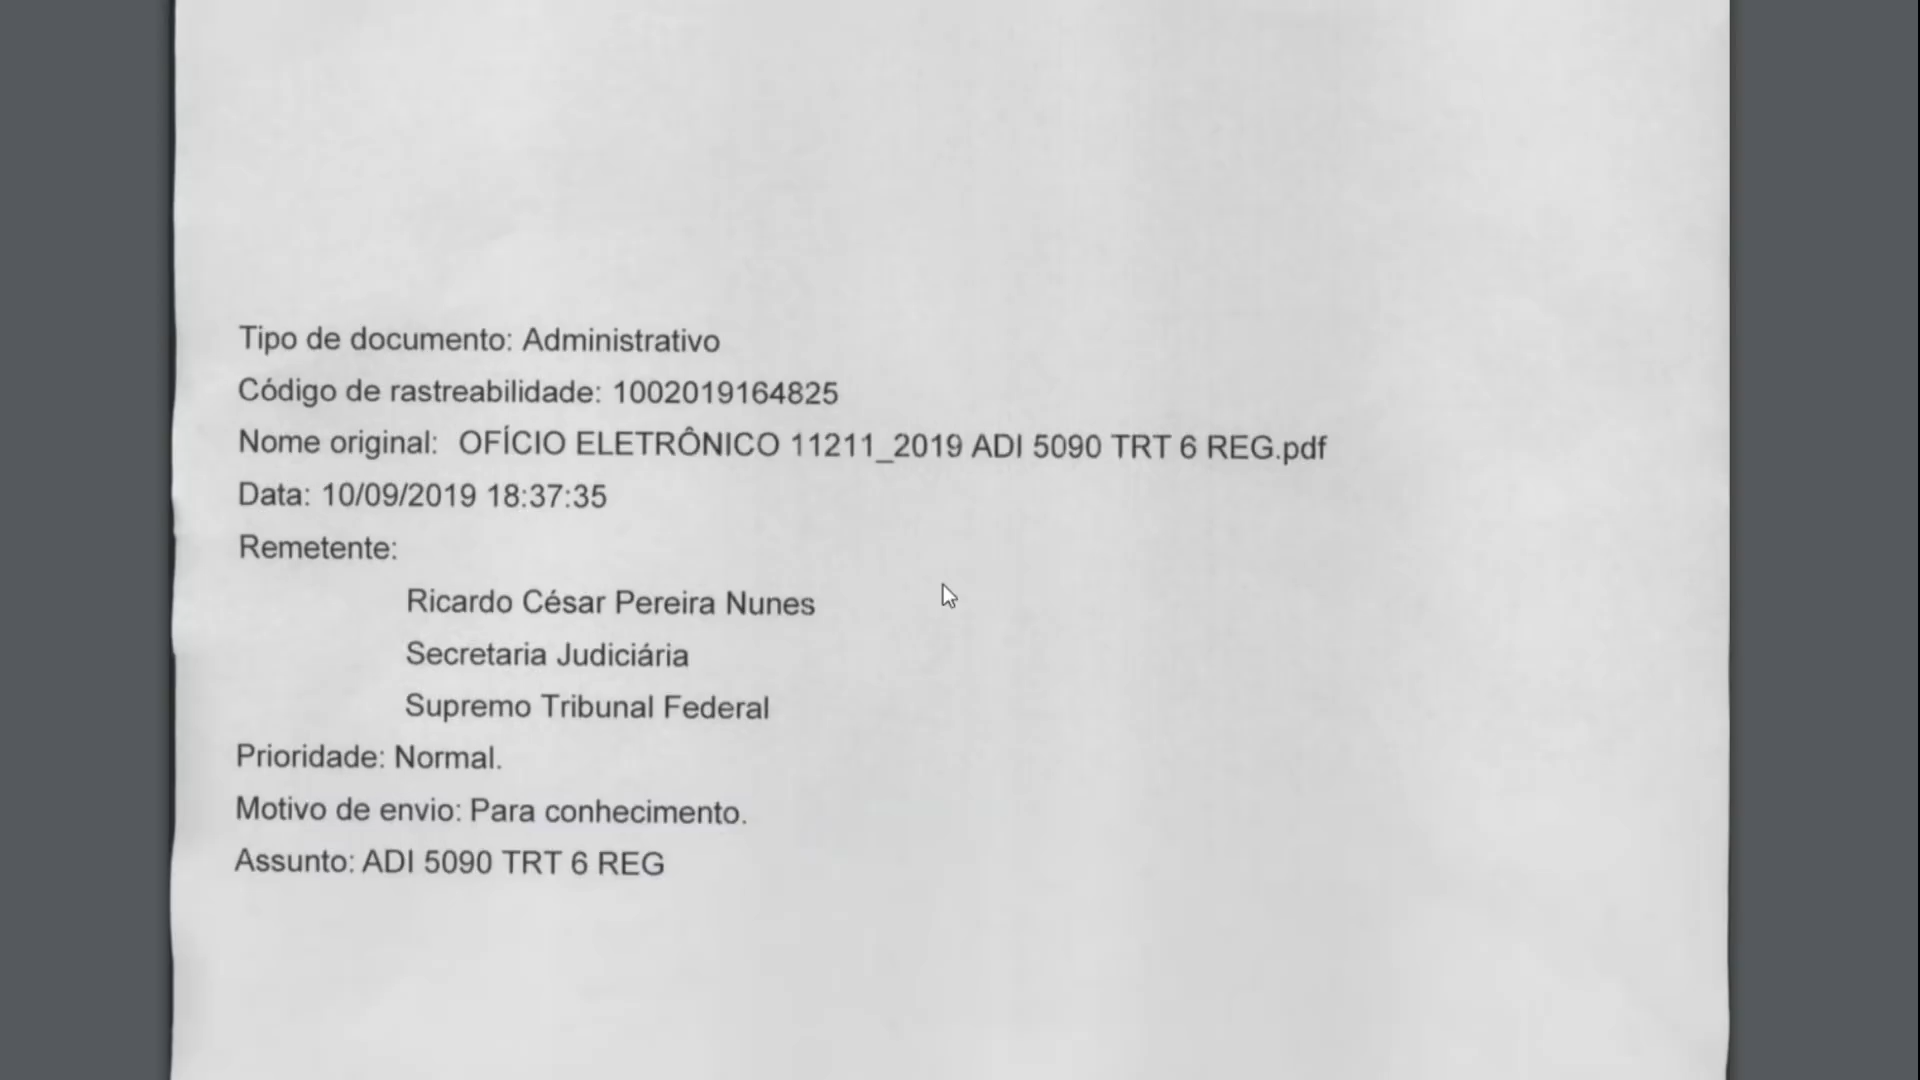 Tipo de documento: Administrativo
Código de rastreabilidade: 1002019164825
Nome original: OFÍCIO ELETRÔNICO 11211_2019 ADI 5090 TRT 6 REG.pdf
Data: 10/09/2019 18:37:35
Remetente:
Ricardo César Pereira Nunes
Secretaria Judiciária
Supremo Tribunal Federal
Prioridade: Normal.
Motivo de envio: Para conhecimento.
Assunto: ADI 5090 TRT 6 REG